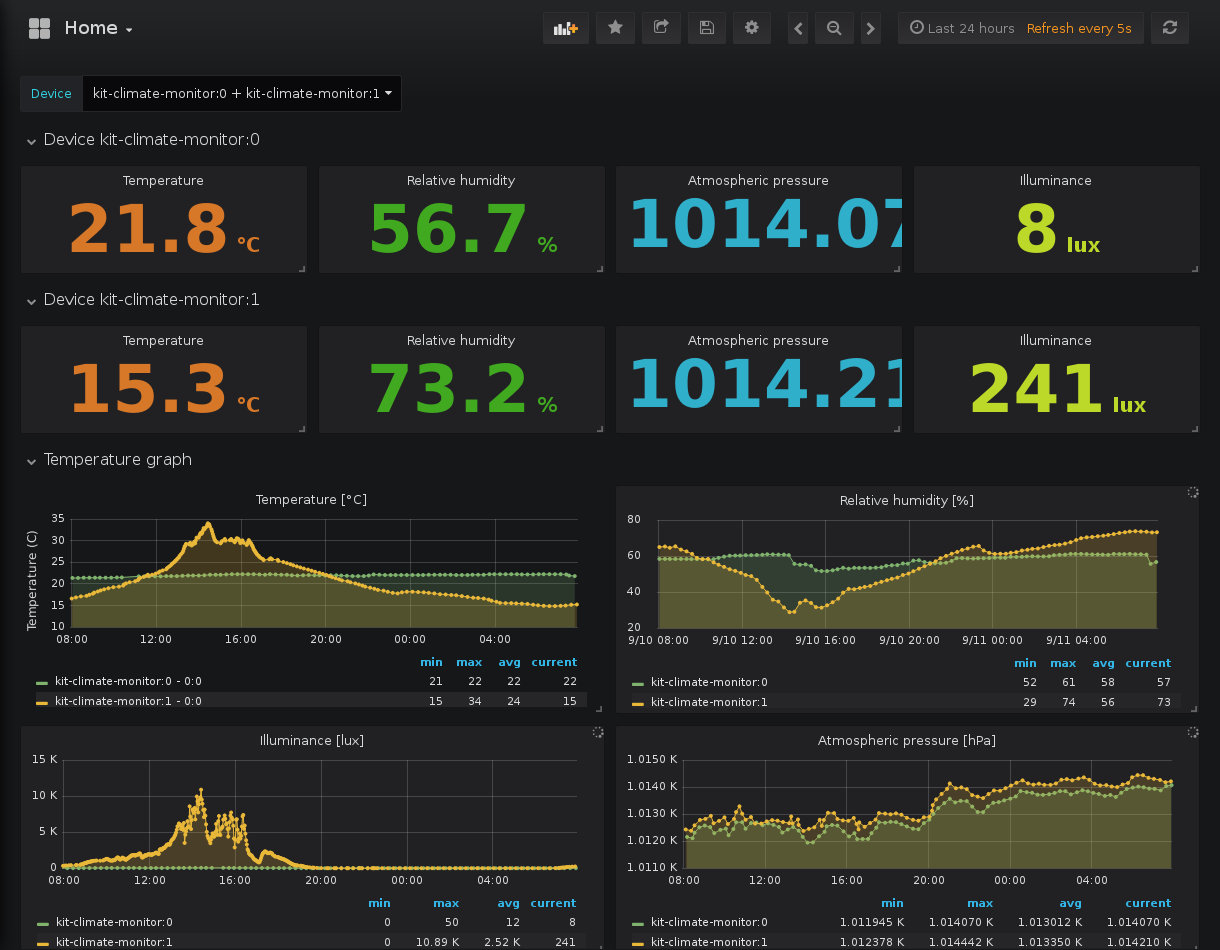 Home
Last 24 hours Refresh every 5s
Device kit-climate-monitor:0 + kit-climate-monitor:1
Device kit-climate-monitor:0
Temperature Relative humidity Atmospheric pressure Illuminance
21.8 °C 56.7 % 1014.07 8 lux
Device kit-climate-monitor:1
Temperature Relative humidity Atmospheric pressure Illuminance
15.3 °C 73.2 % 1014.21 241 lux
Temperature graph
Temperature [°C]
Temperature (C)
35
30
25
20
15
10
08:00 12:00 16:00 20:00 00:00 04:00
min max avg current
kit-climate-monitor:0 - 0:0 21 22 22 22
kit-climate-monitor:1 - 0:0 15 34 24 15
Relative humidity [%]
80
60
40
20
9/10 08:00 9/10 12:00 9/10 16:00 9/10 20:00 9/11 00:00 9/11 04:00
min max avg current
kit-climate-monitor:0 52 61 58 57
kit-climate-monitor:1 29 74 56 73
Illuminance [lux]
15 K
10 K
5 K
0
08:00 12:00 16:00 20:00 00:00 04:00
min max avg current
kit-climate-monitor:0 0 50 12 8
kit-climate-monitor:1 0 10.89 K 2.52 K 241
Atmospheric pressure [hPa]
1.0150 K
1.0140 K
1.0130 K
1.0120 K
1.0110 K
08:00 12:00 16:00 20:00 00:00 04:00
min max avg current
kit-climate-monitor:0 1.011945 K 1.014070 K 1.013012 K 1.014070 K
kit-climate-monitor:1 1.012378 K 1.014442 K 1.013350 K 1.014210 K